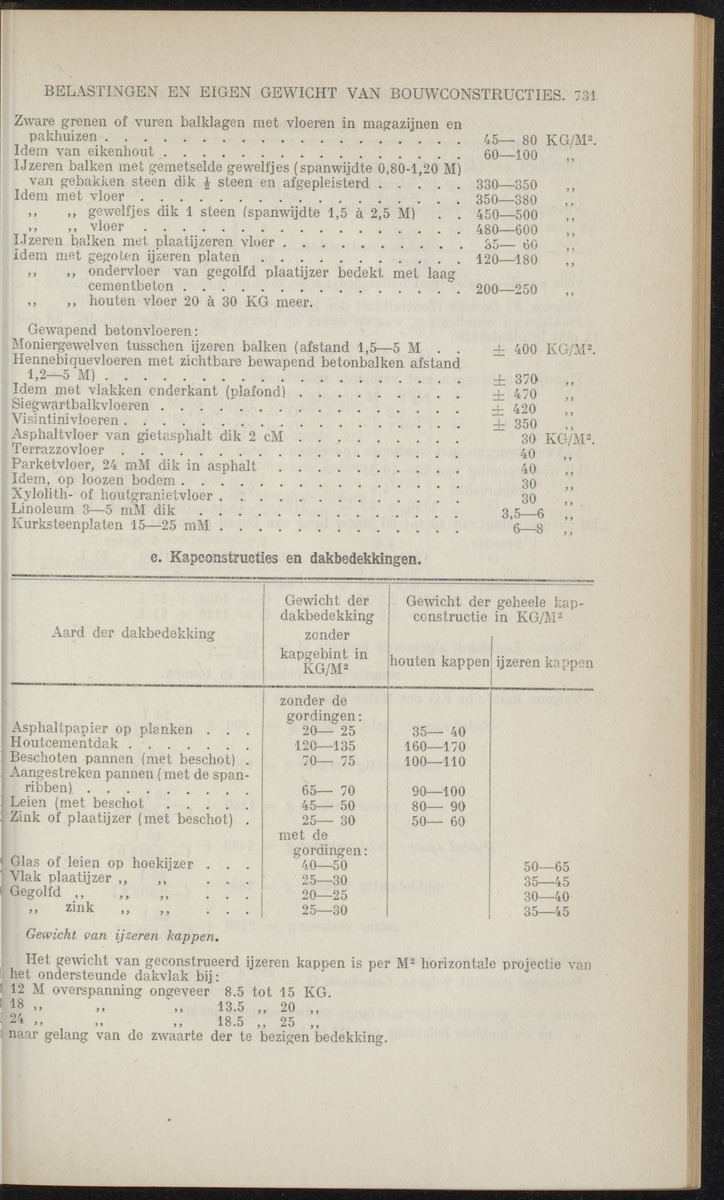 BELASTINGEN EN EIGEN GEWICHT VAN BOUWCONSTRUCTIES. 731
Zware grenen of vuren balklagen met vloeren in magazijnen en
pakhuizen . . . . . . . . . . . . . . . . . . 45— 80 KG/M².
Idem van eikenhout . . . . . . . . . . . . . . . 60—100 ,,
IJzeren balken met gemetselde gewelfjes (spanwijdte 0,80-1,20 M)
van gebakken steen dik ½ steen en afgepleisterd . . . . . 330—350 ,,
Idem met vloer . . . . . . . . . . . . . . . . . 350—380 ,,
,, ,, gewelfjes dik 1 steen (spanwijdte 1,5 à 2,5 M) . . 450—500 ,,
,, ,, vloer . . . . . . . . . . . . . . . . 480—600 ,,
IJzeren balken met plaatijzeren vloer . . . . . . . . . . 35— 60 ,,
Idem met gegoten ijzeren platen . . . . . . . . . . 120—180 ,,
,, ,, ondervloer van gegolfd plaatijzer bedekt met laag
cementbeton . . . . . . . . . . . . . . 200—250 ,,
,, ,, houten vloer 20 à 30 KG meer.
Gewapend betonvloeren:
Moniergewelven tusschen ijzeren balken (afstand 1,5—5 M . . ± 400 KG/M².
Hennebiquevloeren met zichtbare bewapend betonbalken afstand
1,2—5 M) . . . . . . . . . . . . . . . . . . ± 370 ,,
Idem met vlakken onderkant (plafond) . . . . . . . . . ± 470 ,,
Siegwartbalkvloeren . . . . . . . . . . . . . . . ± 420 ,,
Visintinivloeren . . . . . . . . . . . . . . . . . ± 350 ,,
Asphaltvloer van gietasphalt dik 2 cM . . . . . . . . . 30 KG/M².
Terrazzovloer . . . . . . . . . . . . . . . . . . 40 ,,
Parketvloer, 24 mM dik in asphalt . . . . . . . . . . 40 ,,
Idem, op loozen bodem . . . . . . . . . . . . . . 30 ,,
Xylolith- of houtgranietvloer . . . . . . . . . . . . 30 ,,
Linoleum 3—5 mM dik . . . . . . . . . . . . . 3,5—6 ,,
Kurksteenplaten 15—25 mM . . . . . . . . . . . . 6—8 ,,
c. Kapconstructies en dakbedekkingen.
Aard der dakbedekking
Gewicht der
dakbedekking
zonder
kapgebint in
KG/M²
Gewicht der geheele kap-
constructie in KG/M²
houten kappen ijzeren kappen
zonder de
gordingen:
Asphaltpapier op planken . . . 20— 25 35— 40
Houtcementdak . . . . . . . 120—135 160—170
Beschoten pannen (met beschot) . 70— 75 100—110
Aangestreken pannen (met de span-
ribben) . . . . . . . . . 65— 70 90—100
Leien (met beschot . . . . . 45— 50 80— 90
Zink of plaatijzer (met beschot) . 25— 30 50— 60
met de
gordingen:
Glas of leien op hoekijzer . . . 40—50 50—65
Vlak plaatijzer ,, ,, . . . 25—30 35—45
Gegolfd ,, ,, ,, . . . 20—25 30—40
,, zink ,, ,, . . . 25—30 35—45
Gewicht van ijzeren kappen.
Het gewicht van geconstrueerd ijzeren kappen is per M² horizontale projectie van
het ondersteunde dakvlak bij:
12 M overspanning ongeveer 8.5 tot 15 KG.
18 ,, ,, ,, 13.5 ,, 20 ,,
24 ,, ,, ,, 18.5 ,, 25 ,,
naar gelang van de zwaarte der te bezigen bedekking.